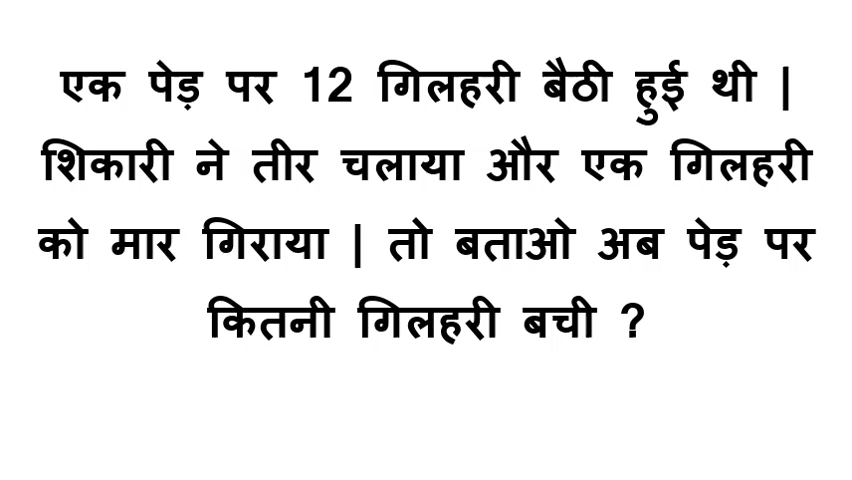 एक पेड़ पर 12 गिलहरी बैठी हुई थी |
शिकारी ने तीर चलाया और एक गिलहरी
को मार गिराया | तो बताओ अब पेड़ पर
कितनी गिलहरी बची ?